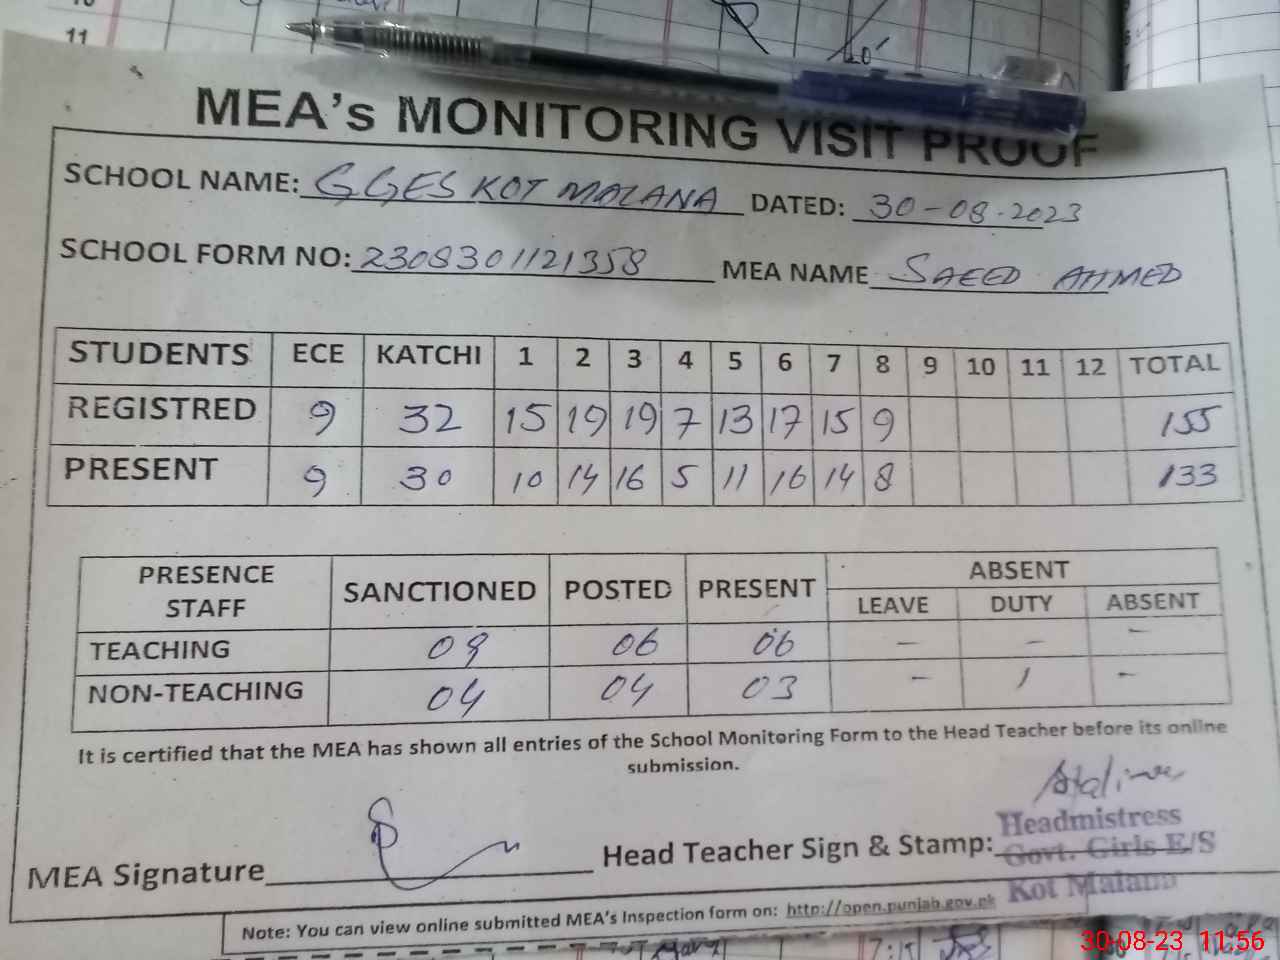 11
MEA's MONITORING VISIT PROOF
SCHOOL NAME: GGES KOT MALANA DATED: 30-08-2023
SCHOOL FORM NO: 2308301121358 MEA NAME SAEED AHMED
STUDENTS ECE KATCHI 1 2 3 4 5 6 7 8 9 10 11 12 TOTAL
REGISTRED 9 32 15 19 19 7 13 17 15 9 155
PRESENT 9 30 10 14 16 5 11 16 14 8 133
PRESENCE STAFF SANCTIONED POSTED PRESENT ABSENT
LEAVE DUTY ABSENT
TEACHING 06 06 - - -
NON-TEACHING 04 04 03 - 1 -
It is certified that the MEA has shown all entries of the School Monitoring Form to the Head Teacher before its online
submission.
Headmistress
MEA Signature Head Teacher Sign & Stamp: Govt. Girls E/S
Kot Malana
Note: You can view online submitted MEA's Inspection form on: http://open.punjab.gov.pk
30-08-23 11:56